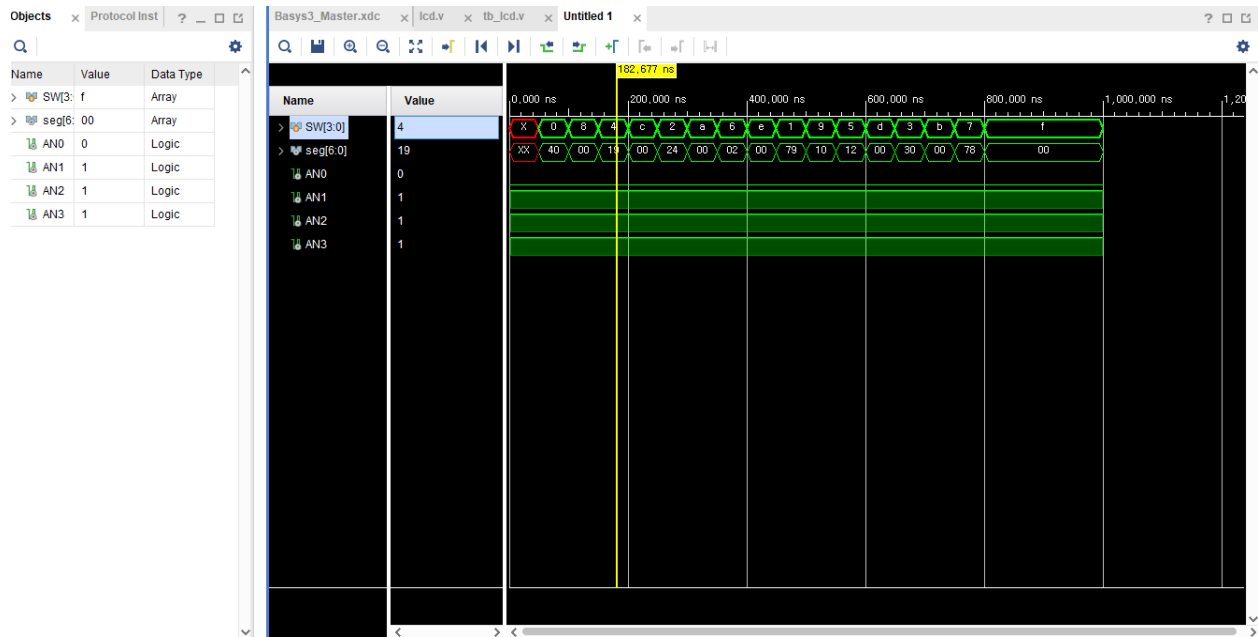 Objects
Protocol Inst
Name Value Data Type
SW[3: f Array
seg[6: 00 Array
AN0 0 Logic
AN1 1 Logic
AN2 1 Logic
AN3 1 Logic
Basys3_Master.xdc lcd.v tb_lcd.v Untitled 1
182,677 ns
Name Value
0,000 ns 200,000 ns 400,000 ns 600,000 ns 800,000 ns 1,000,000 ns 1,20
SW[3:0] 4 X 0 8 4 c 2 a 6 e 1 9 5 d 3 b 7 f
seg[6:0] 19 XX 40 00 19 00 24 00 02 00 79 10 12 00 30 00 78 00
AN0 0
AN1 1
AN2 1
AN3 1